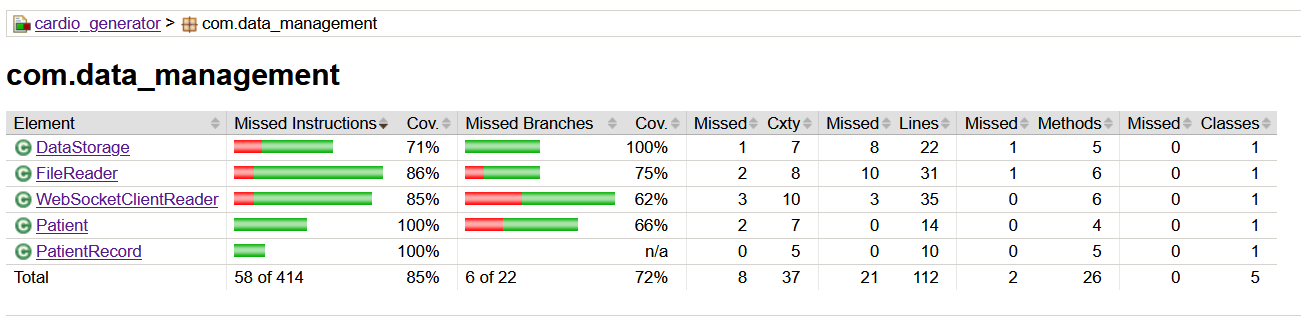 cardio_generator > com.data_management
com.data_management
Element Missed Instructions Cov. Missed Branches Cov. Missed Cxty Missed Lines Missed Methods Missed Classes
DataStorage 71% 100% 1 7 8 22 1 5 0 1
FileReader 86% 75% 2 8 10 31 1 6 0 1
WebSocketClientReader 85% 62% 3 10 3 35 0 6 0 1
Patient 100% 66% 2 7 0 14 0 4 0 1
PatientRecord 100% n/a 0 5 0 10 0 5 0 1
Total 58 of 414 85% 6 of 22 72% 8 37 21 112 2 26 0 5